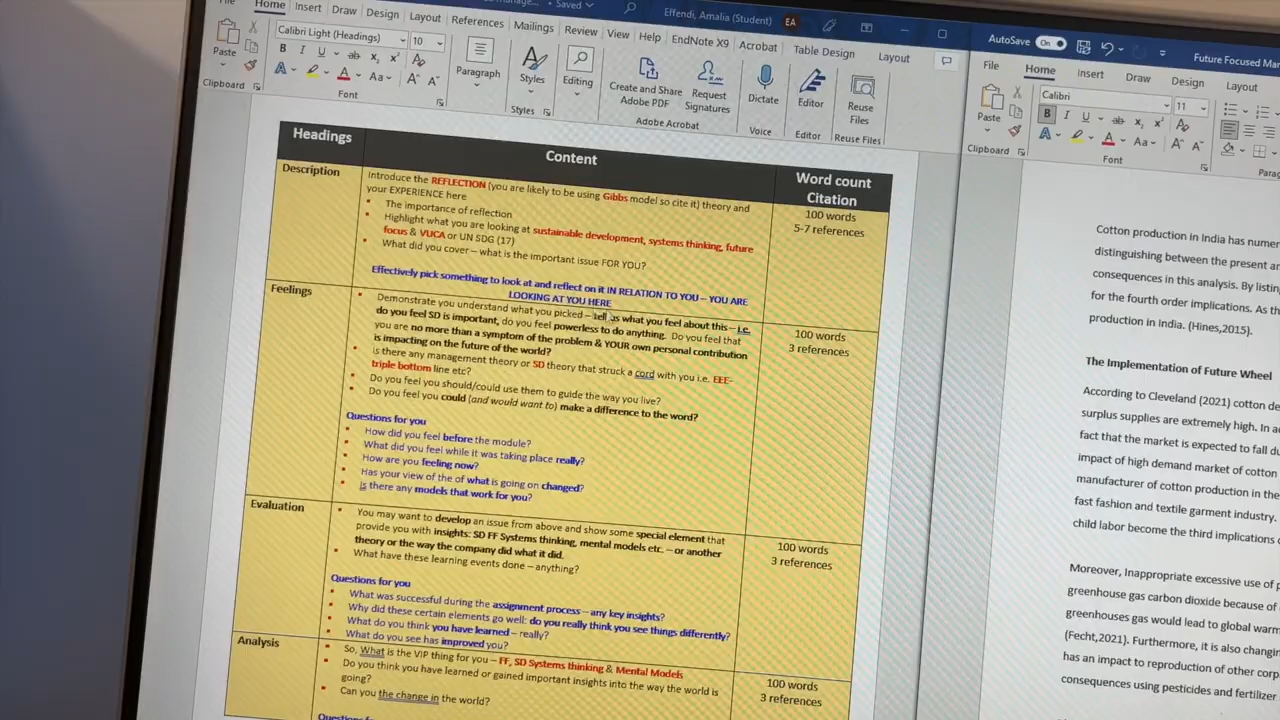 Saved
Effendi, Amalia (Student)
EA
Home Insert Draw Design Layout References Mailings Review View Help EndNote X9 Acrobat Table Design Layout
Calibri Light (Headings) 10
Paste
Clipboard
Font
Paragraph
Styles
Styles
Editing
Create and Share Adobe PDF
Request Signatures
Adobe Acrobat
Dictate
Voice
Editor
Editor
Reuse Files
Reuse Files
Headings
Content
Word count
Citation
Description
Introduce the REFLECTION (you are likely to be using Gibbs model so cite it) theory and
your EXPERIENCE here
The importance of reflection
Highlight what you are looking at sustainable development, systems thinking, future
focus & VUCA or UN SDG (17)
What did you cover – what is the important issue FOR YOU?
Effectively pick something to look at and reflect on it IN RELATION TO YOU – YOU ARE
LOOKING AT YOU HERE
100 words
5-7 references
Feelings
Demonstrate you understand what you picked – tell us what you feel about this – i.e.
do you feel SD is important, do you feel powerless to do anything. Do you feel that
you are no more than a symptom of the problem & YOUR own personal contribution
is impacting on the future of the world?
Is there any management theory or SD theory that struck a cord with you i.e. EEE-
triple bottom line etc?
Do you feel you should/could use them to guide the way you live?
Do you feel you could (and would want to) make a difference to the word?
Questions for you
How did you feel before the module?
What did you feel while it was taking place really?
How are you feeling now?
Has your view of the of what is going on changed?
Is there any models that work for you?
100 words
3 references
Evaluation
You may want to develop an issue from above and show some special element that
provide you with insights: SD FF Systems thinking, mental models etc. – or another
theory or the way the company did what it did.
What have these learning events done – anything?
Questions for you
What was successful during the assignment process – any key insights?
Why did these certain elements go well: do you really think you see things differently?
What do you think you have learned – really?
What do you see has improved you?
100 words
3 references
Analysis
So, What is the VIP thing for you – FF, SD Systems thinking & Mental Models
Do you think you have learned or gained important insights into the way the world is
going?
Can you the change in the world?
100 words
3 references
AutoSave On
Future Focused Mar
File Home Insert Draw Design Layout
Calibri 11
Paste
Clipboard
Font
Parag
Cotton production in India has numer
distinguishing between the present an
consequences in this analysis. By listing
for the fourth order implications. As th
production in India. (Hines,2015).
The Implementation of Future Wheel
According to Cleveland (2021) cotton de
surplus supplies are extremely high. In ad
fact that the market is expected to fall du
impact of high demand market of cotton
manufacturer of cotton production in the
fast fashion and textile garment industry.
child labor become the third implications o
Moreover, Inappropriate excessive use of p
greenhouse gas carbon dioxide because of
greenhouses gas would lead to global warm
(Fecht,2021). Furthermore, it is also changin
has an impact to reproduction of other corp
consequences using pesticides and fertilizer